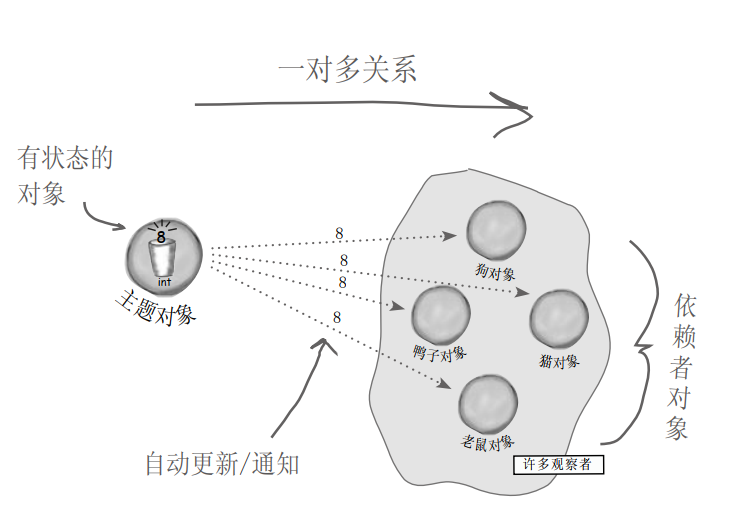 一对多关系
有状态的
对象
8
int
主题对象
8
8
8
8
狗对象
鸭子对象
猫对象
老鼠对象
依赖者对象
自动更新/通知
许多观察者